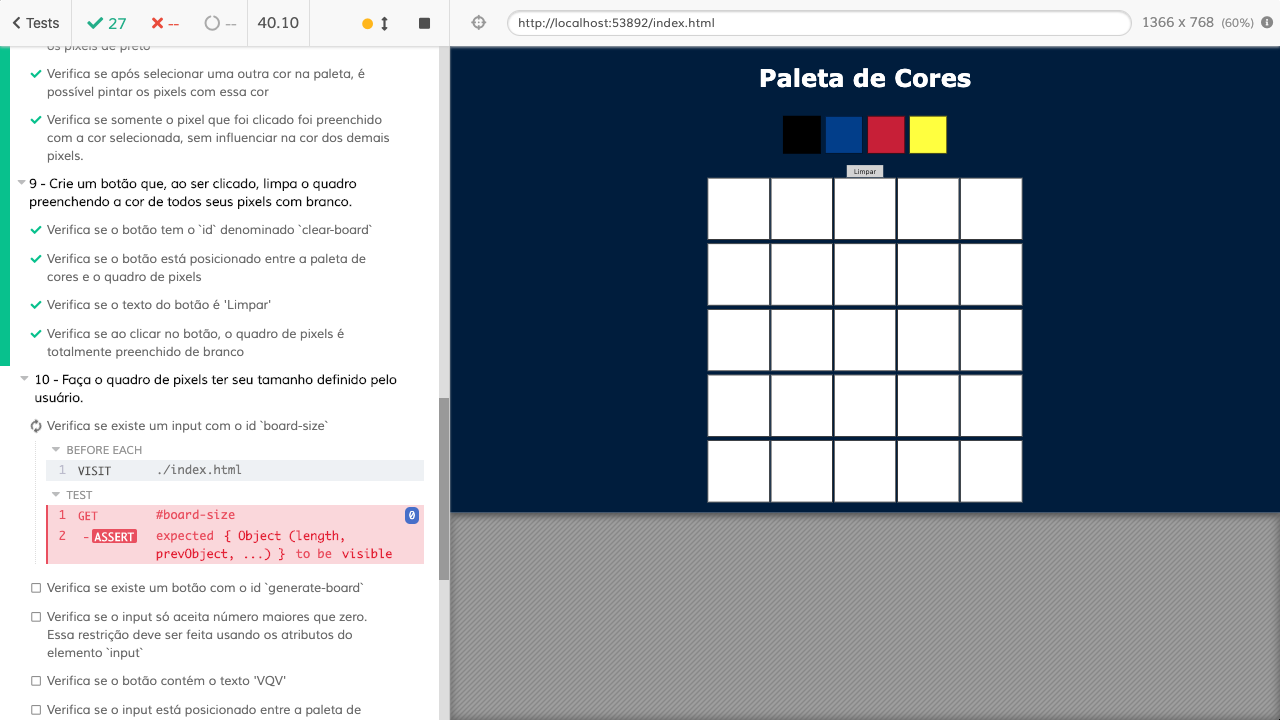 Tests
27
--
--
40.10
http://localhost:53892/index.html
1366 x 768 (60%)
os pixels de preto
Verifica se após selecionar uma outra cor na paleta, é
possível pintar os pixels com essa cor
Verifica se somente o pixel que foi clicado foi preenchido
com a cor selecionada, sem influenciar na cor dos demais
pixels.
9 - Crie um botão que, ao ser clicado, limpa o quadro
preenchendo a cor de todos seus pixels com branco.
Verifica se o botão tem o `id` denominado `clear-board`
Verifica se o botão está posicionado entre a paleta de
cores e o quadro de pixels
Verifica se o texto do botão é 'Limpar'
Verifica se ao clicar no botão, o quadro de pixels é
totalmente preenchido de branco
10 - Faça o quadro de pixels ter seu tamanho definido pelo
usuário.
Verifica se existe um input com o id `board-size`
BEFORE EACH
1 VISIT ./index.html
TEST
1 GET #board-size 0
2 -ASSERT expected { Object (length,
prevObject, ...) } to be visible
Verifica se existe um botão com o id `generate-board`
Verifica se o input só aceita número maiores que zero.
Essa restrição deve ser feita usando os atributos do
elemento `input`
Verifica se o botão contém o texto 'VQV'
Verifica se o input está posicionado entre a paleta de
Paleta de Cores
Limpar